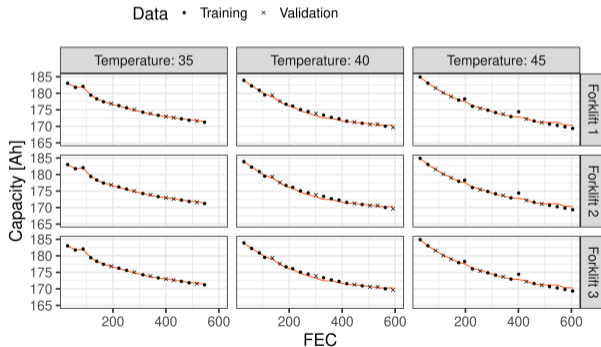 Data • Training × Validation
Temperature: 35 Temperature: 40 Temperature: 45
185
180
175
170
165
Forklift 1
185
180
175
170
165
Forklift 2
185
180
175
170
165
Forklift 3
Capacity [Ah]
200 400 600 200 400 600 200 400 600
FEC